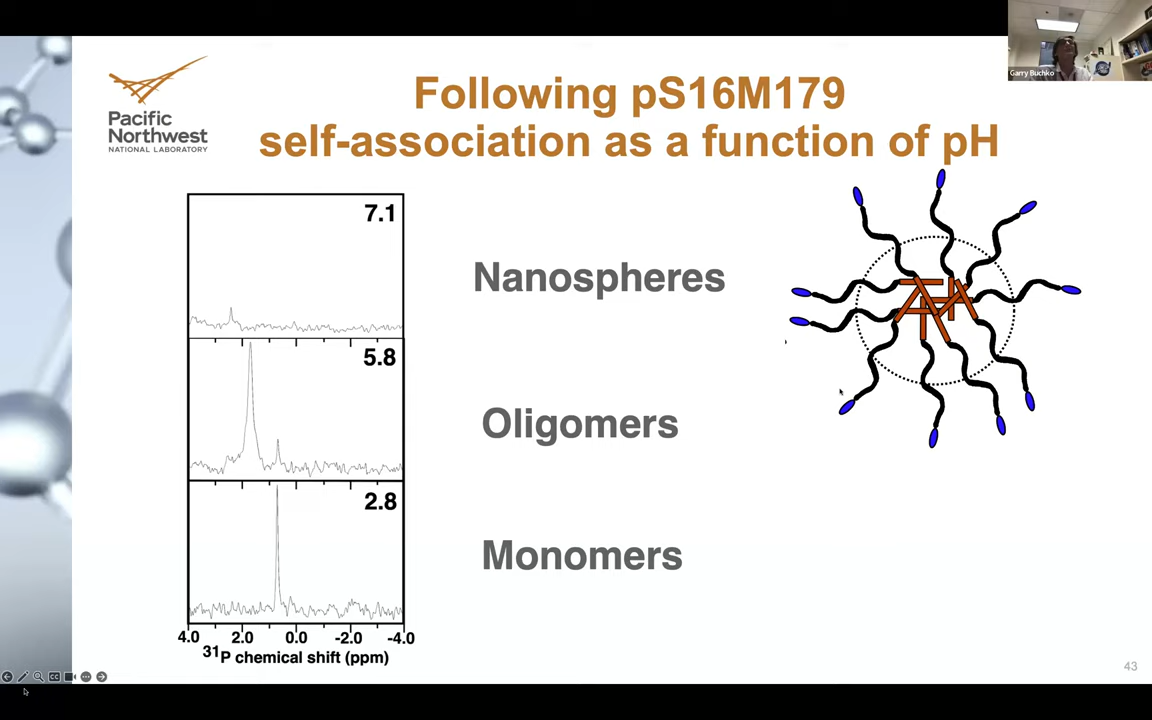 Garry Buchko
Pacific
Northwest
NATIONAL LABORATORY
Following pS16M179
self-association as a function of pH
7.1
Nanospheres
5.8
Oligomers
2.8
Monomers
4.0 2.0 0.0 -2.0 -4.0
31P chemical shift (ppm)
43
CC